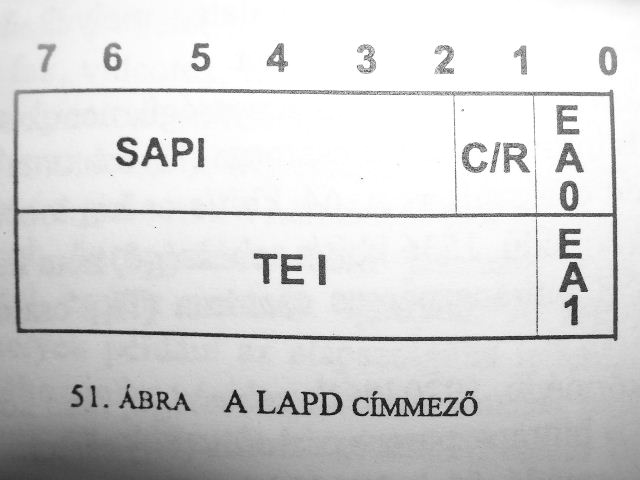 7 6 5 4 3 2 1 0
SAPI C/R EA0
TEI EA1
51. ÁBRA A LAPD CÍMMEZŐ